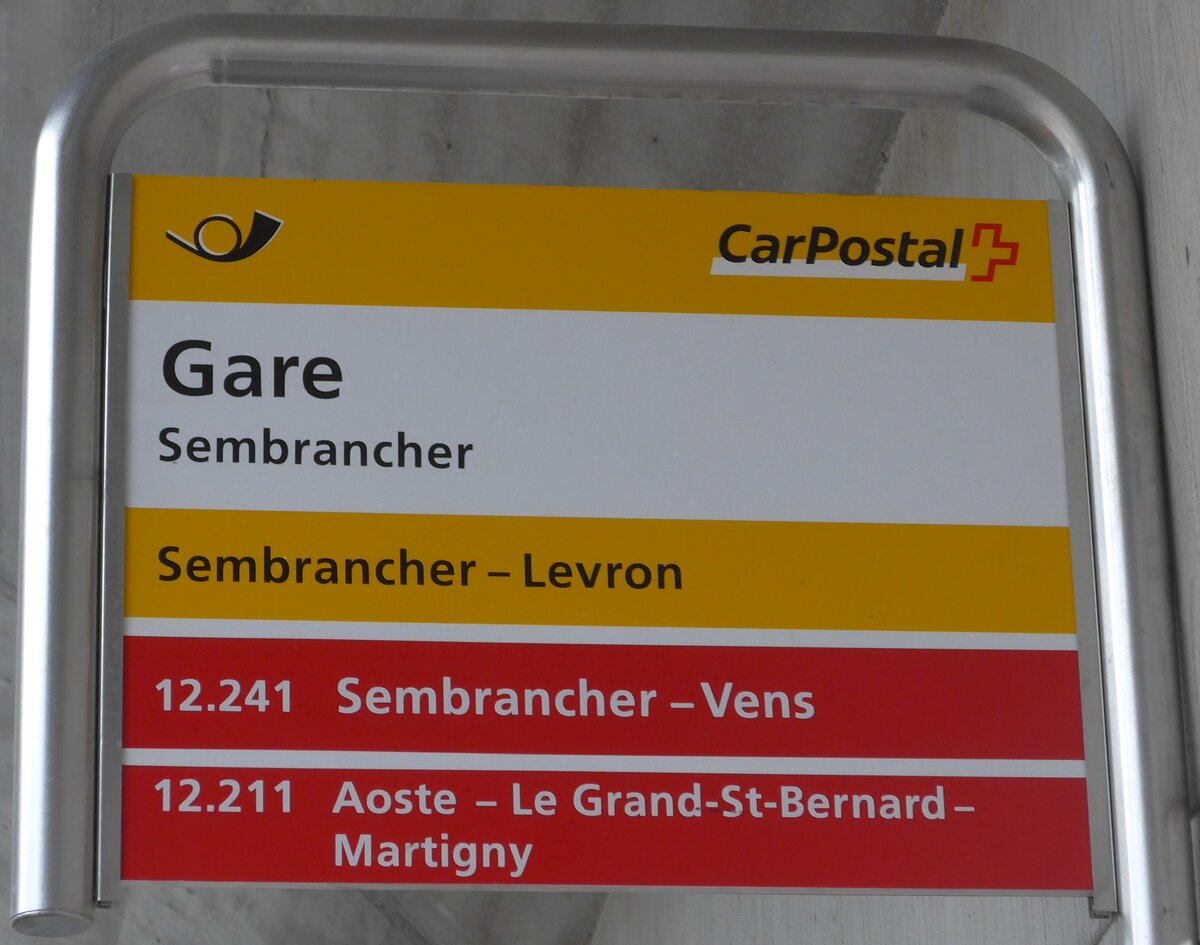 CarPostal
Gare
Sembrancher
Sembrancher – Levron
12.241 Sembrancher – Vens
12.211 Aoste – Le Grand-St-Bernard –
Martigny